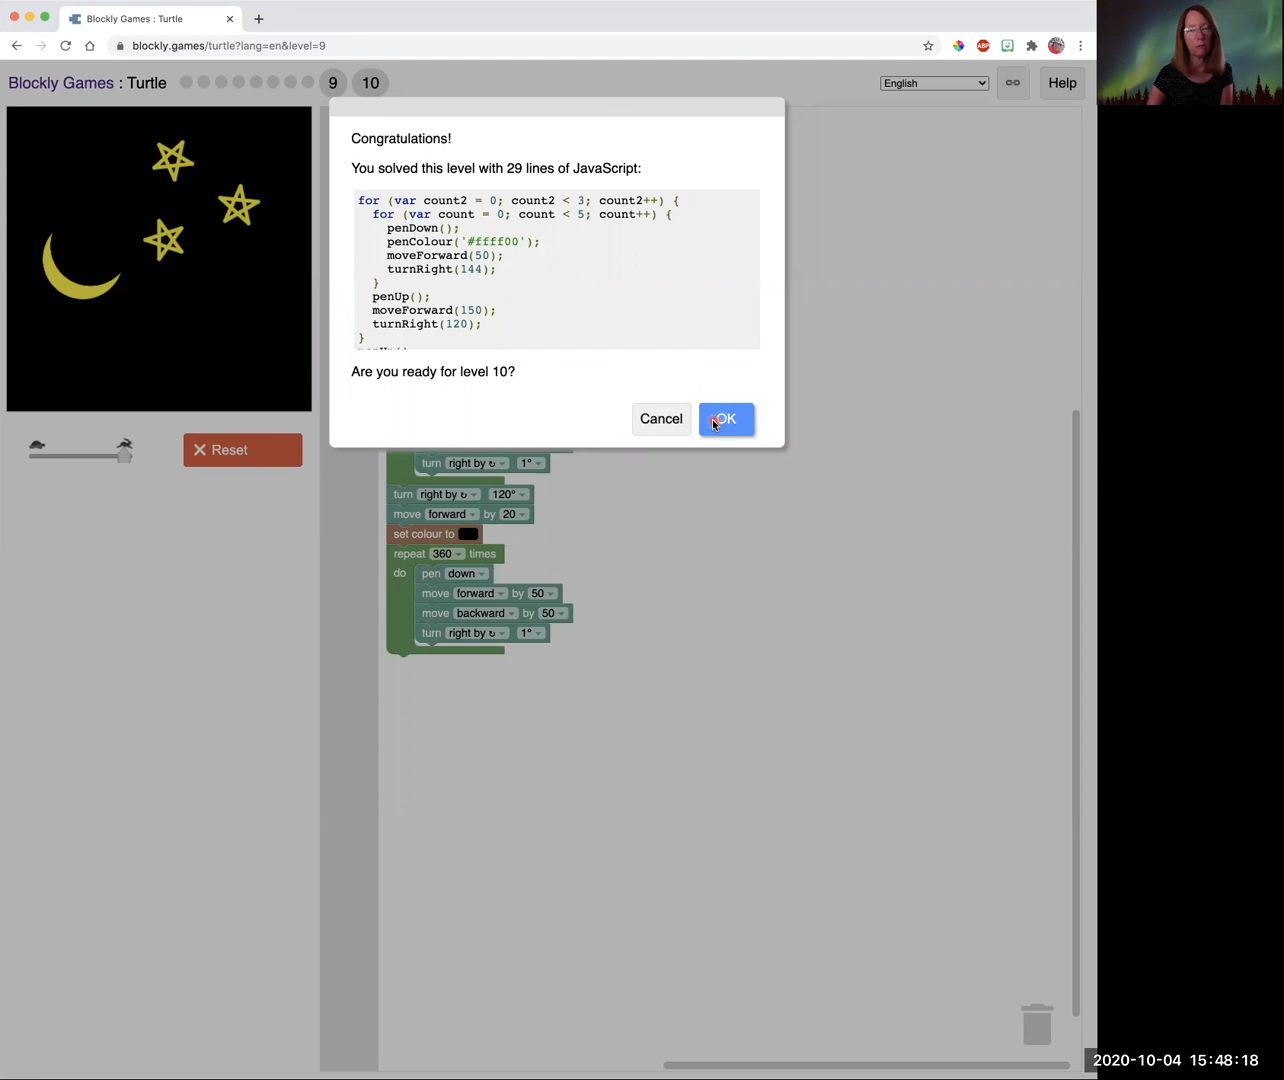 Blockly Games : Turtle
blockly.games/turtle?lang=en&level=9
ABP
Blockly Games : Turtle 9 10
English
Help
Congratulations!
You solved this level with 29 lines of JavaScript:
for (var count2 = 0; count2 < 3; count2++) {
for (var count = 0; count < 5; count++) {
penDown();
penColour('#ffff00');
moveForward(50);
turnRight(144);
}
penUp();
moveForward(150);
turnRight(120);
}
Are you ready for level 10?
Cancel
OK
Reset
turn right by ↻ 1°
turn right by ↻ 120°
move forward by 20
set colour to
repeat 360 times
do pen down
move forward by 50
move backward by 50
turn right by ↻ 1°
2020-10-04 15:48:18